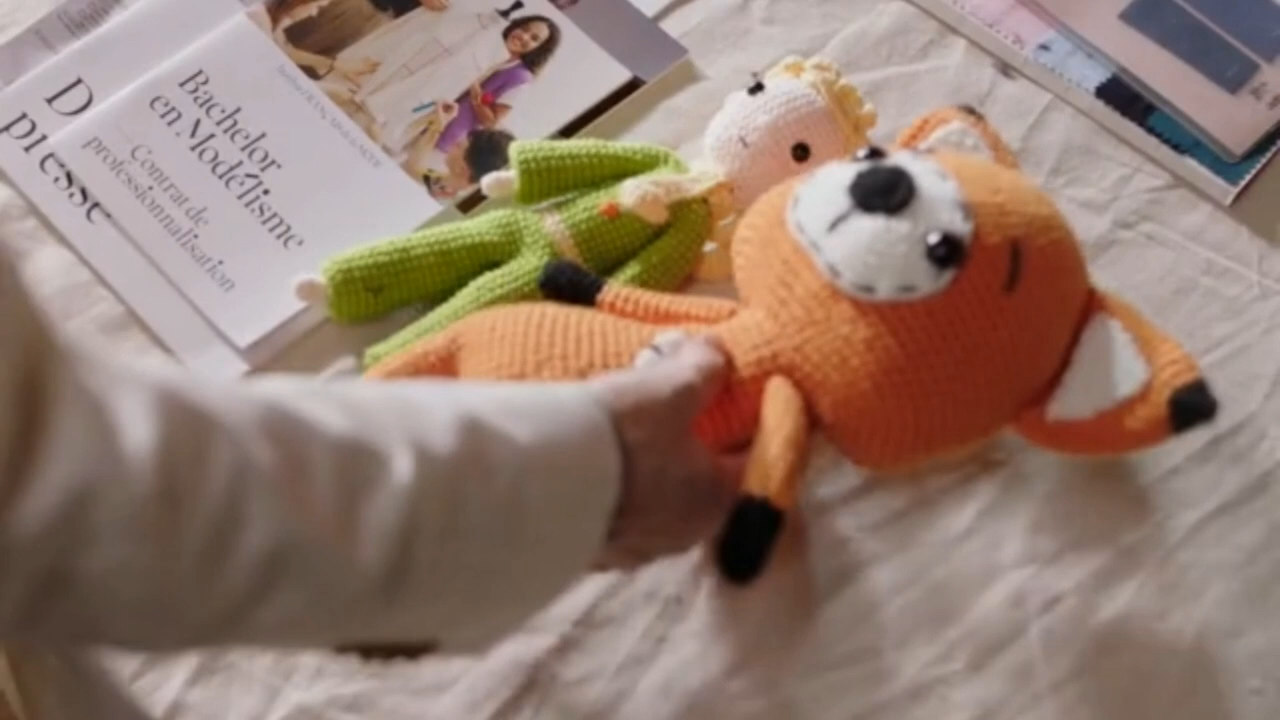 D
presse
Bachelor
en Modélisme
Contrat de
professionnalisation